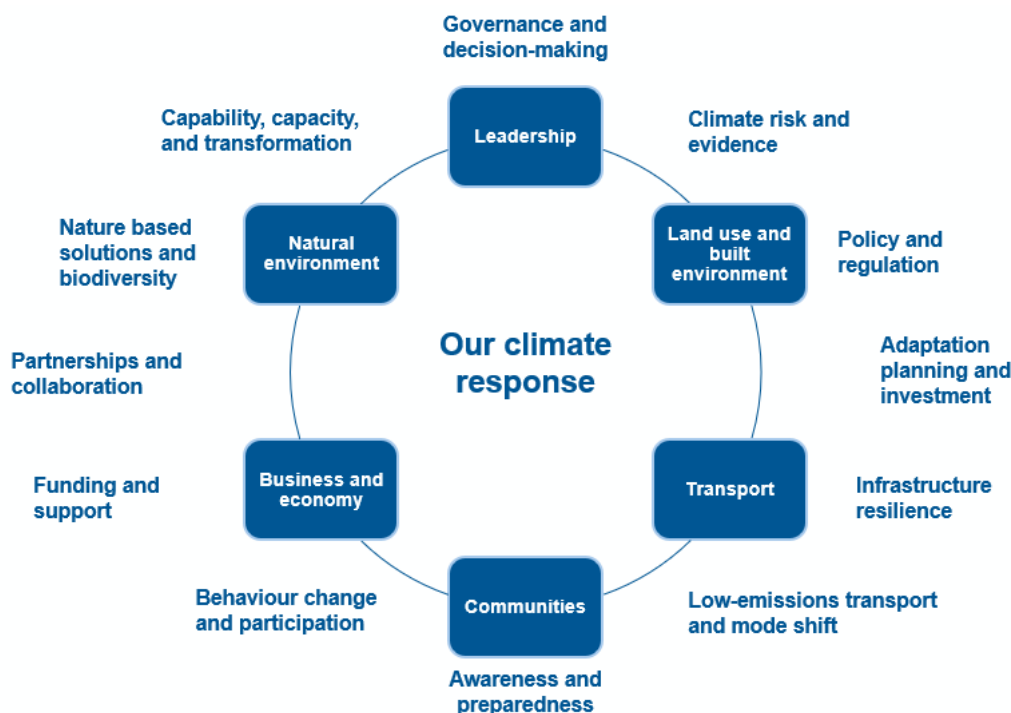 Governance and
decision-making
Leadership
Capability, capacity,
and transformation
Climate risk and
evidence
Natural
environment
Land use and
built
environment
Nature based
solutions and
biodiversity
Policy and
regulation
Our climate
response
Partnerships and
collaboration
Adaptation
planning and
investment
Business and
economy
Transport
Funding and
support
Infrastructure
resilience
Communities
Behaviour change
and participation
Low-emissions transport
and mode shift
Awareness and
preparedness